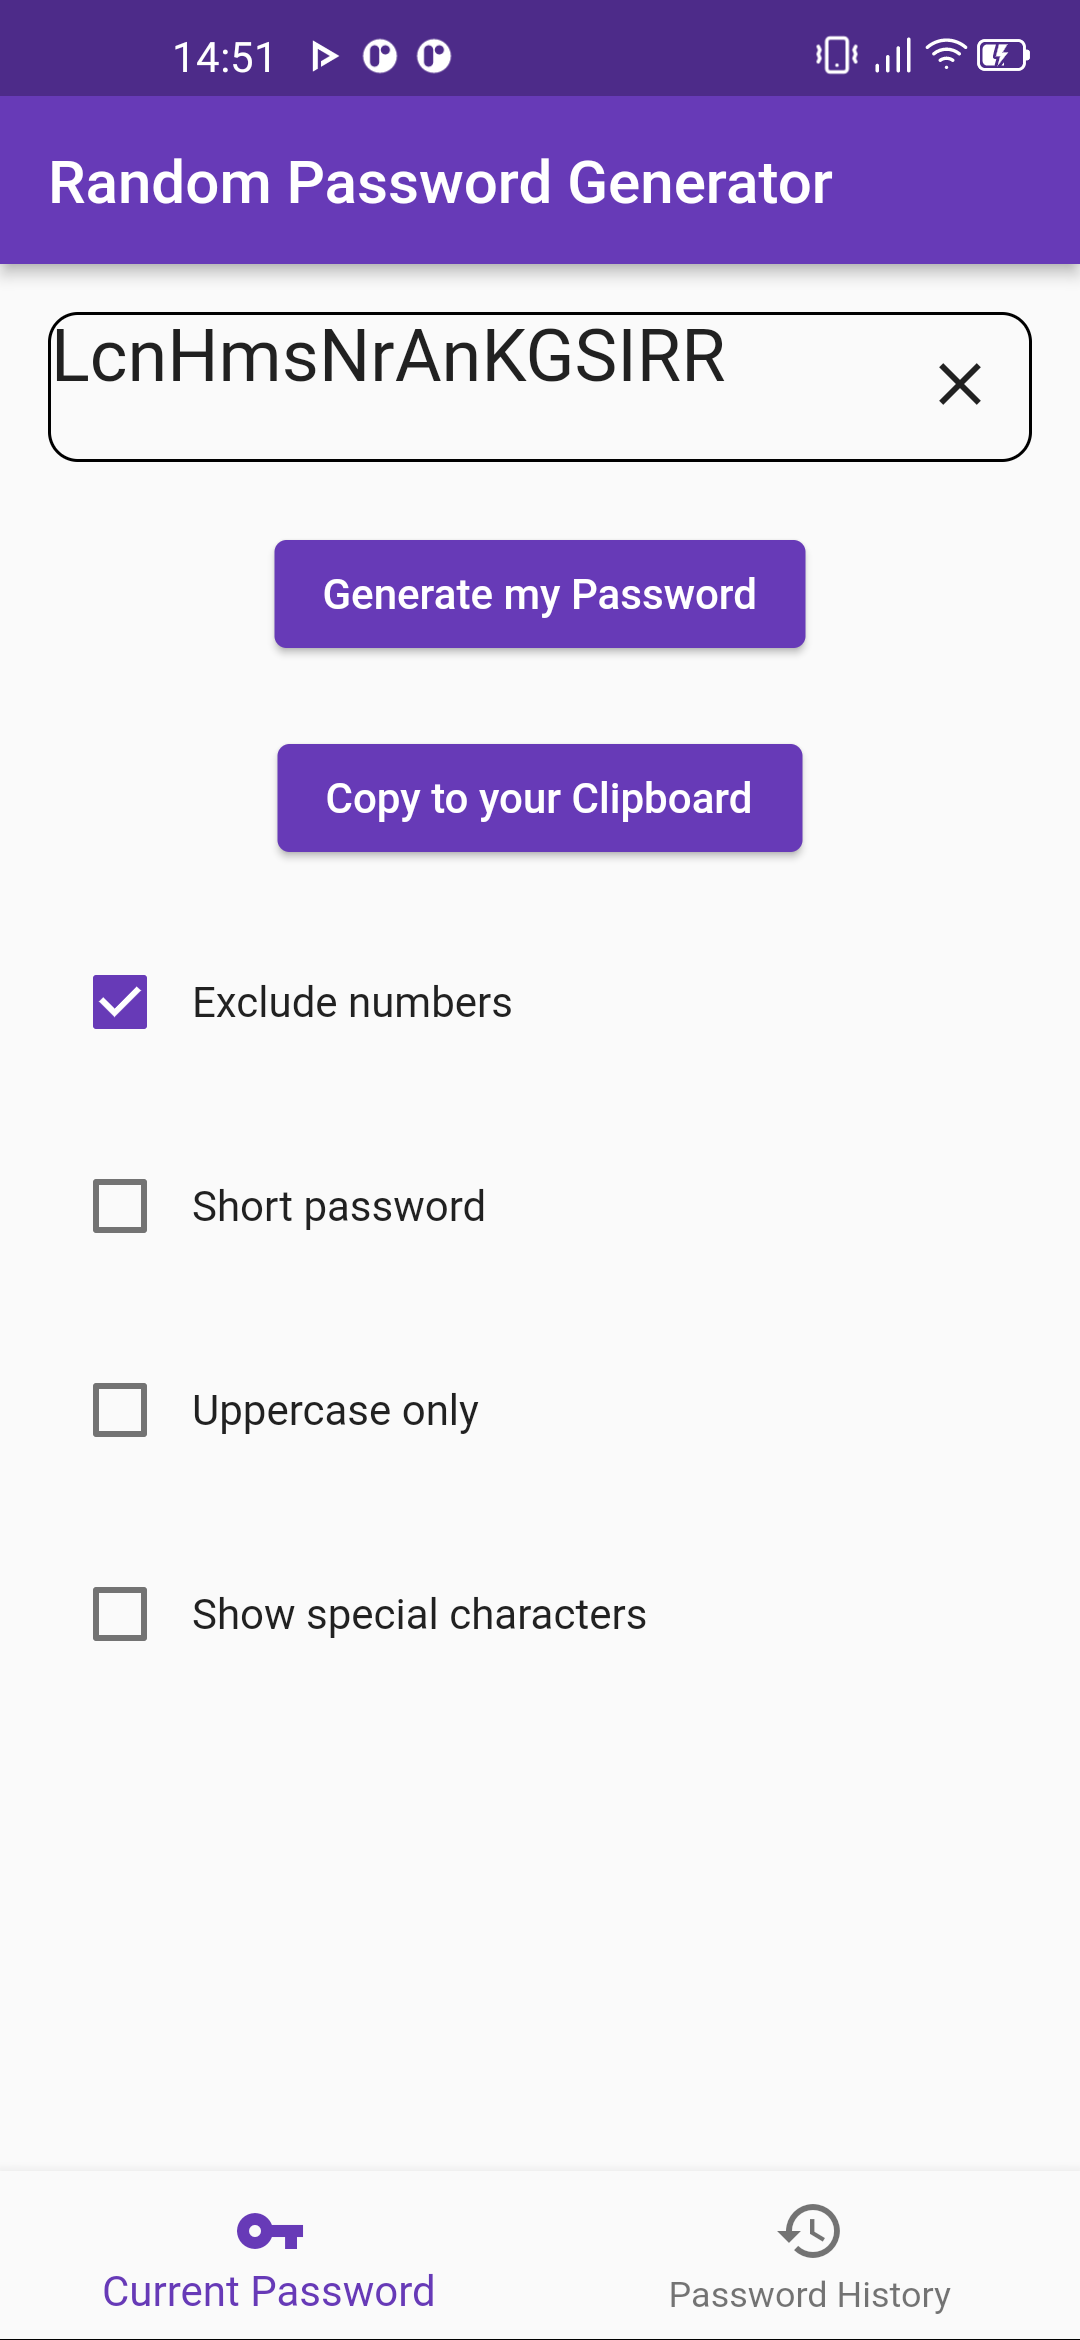 14:51
Random Password Generator
LcnHmsNrAnKGSIRR
Generate my Password
Copy to your Clipboard
Exclude numbers
Short password
Uppercase only
Show special characters
Current Password
Password History